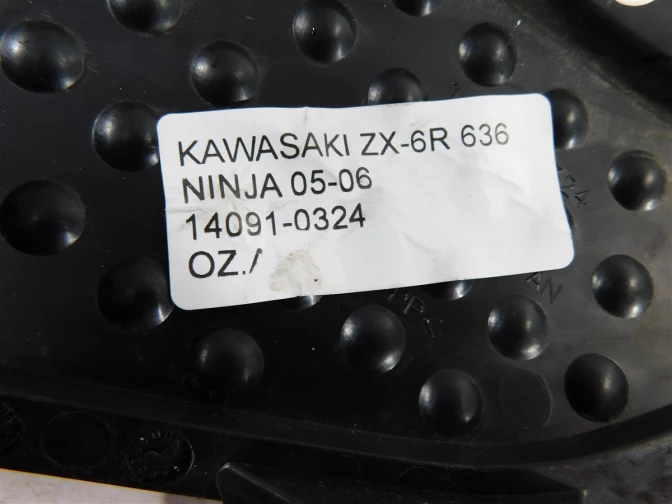 KAWASAKI ZX-6R 636
NINJA 05-06
14091-0324
OZ./